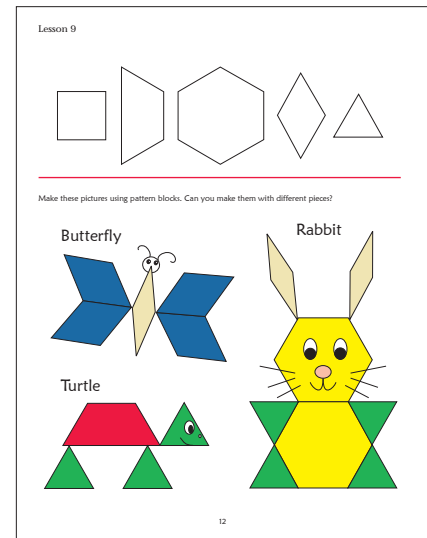 Lesson 9
Make these pictures using pattern blocks. Can you make them with different pieces?
Butterfly
Rabbit
Turtle
12